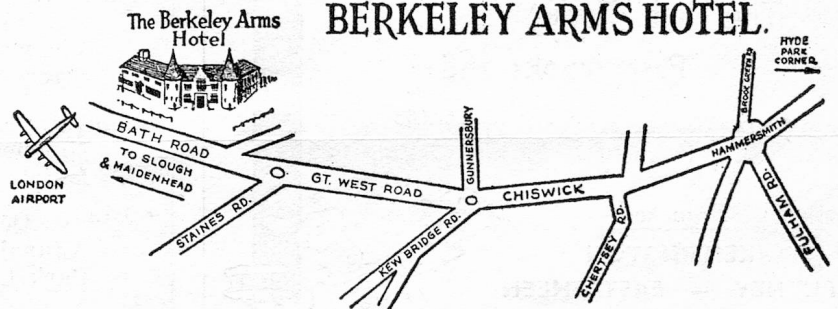 The Berkeley Arms
Hotel
BERKELEY ARMS HOTEL.
HYDE
PARK
CORNER
BROOK GREEN RD
LONDON
AIRPORT
BATH ROAD
TO SLOUGH
& MAIDENHEAD
STAINES RD.
GT. WEST ROAD
GUNNERSBURY
KEW BRIDGE RD.
CHISWICK
CHERTSEY RD.
HAMMERSMITH
FULHAM RD.